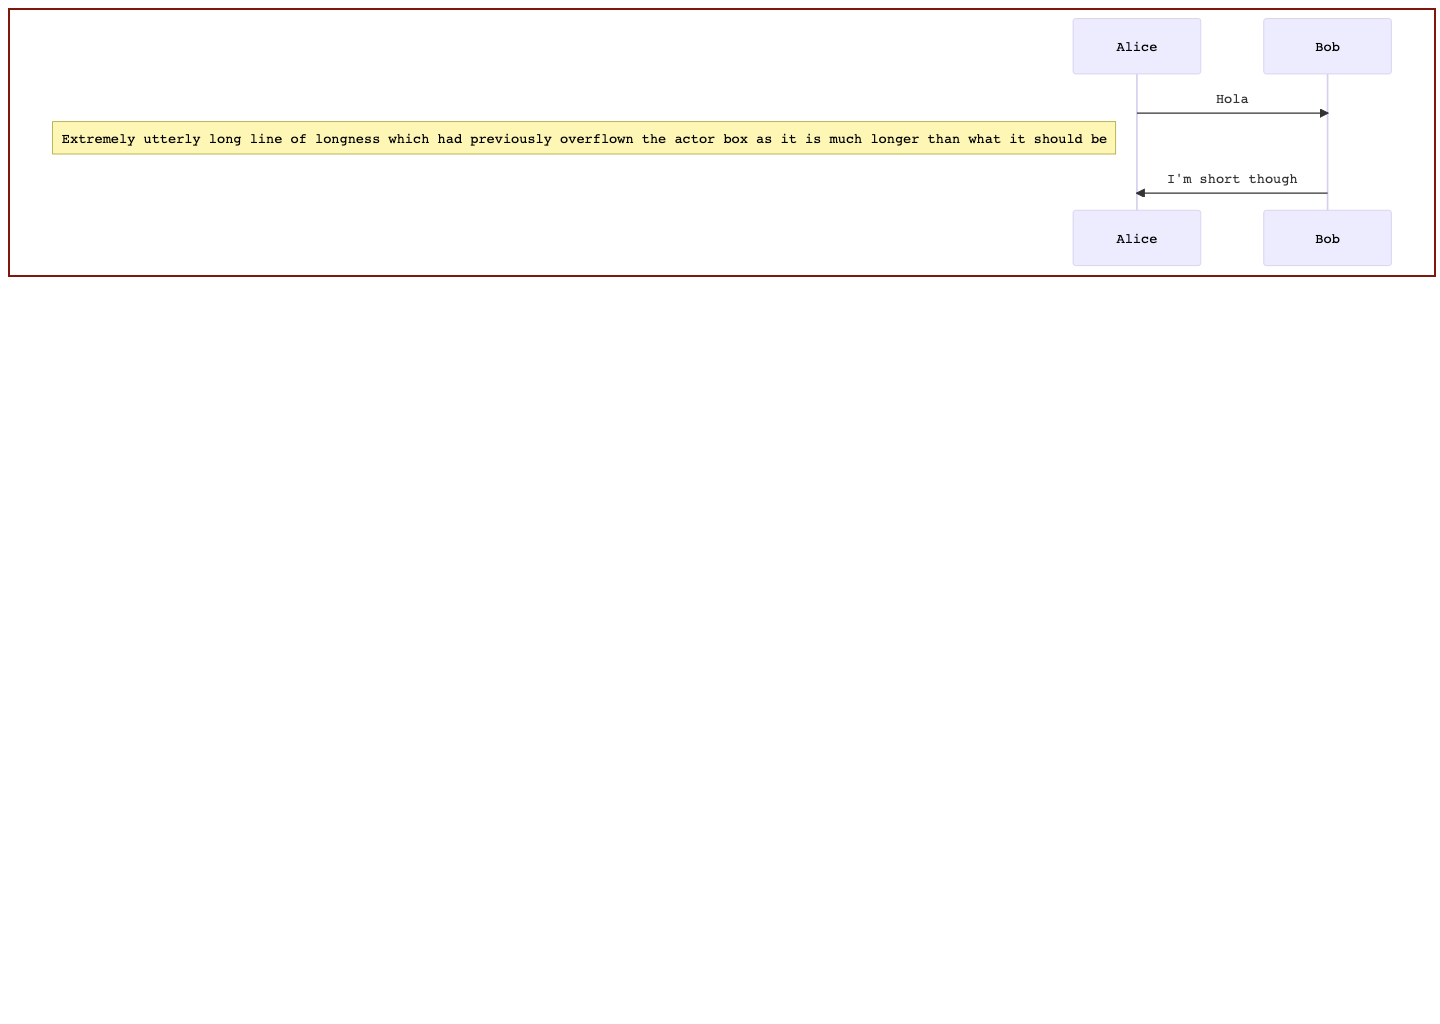 Alice
Bob
Hola
Extremely utterly long line of longness which had previously overflown the actor box as it is much longer than what it should be
I'm short though
Alice
Bob